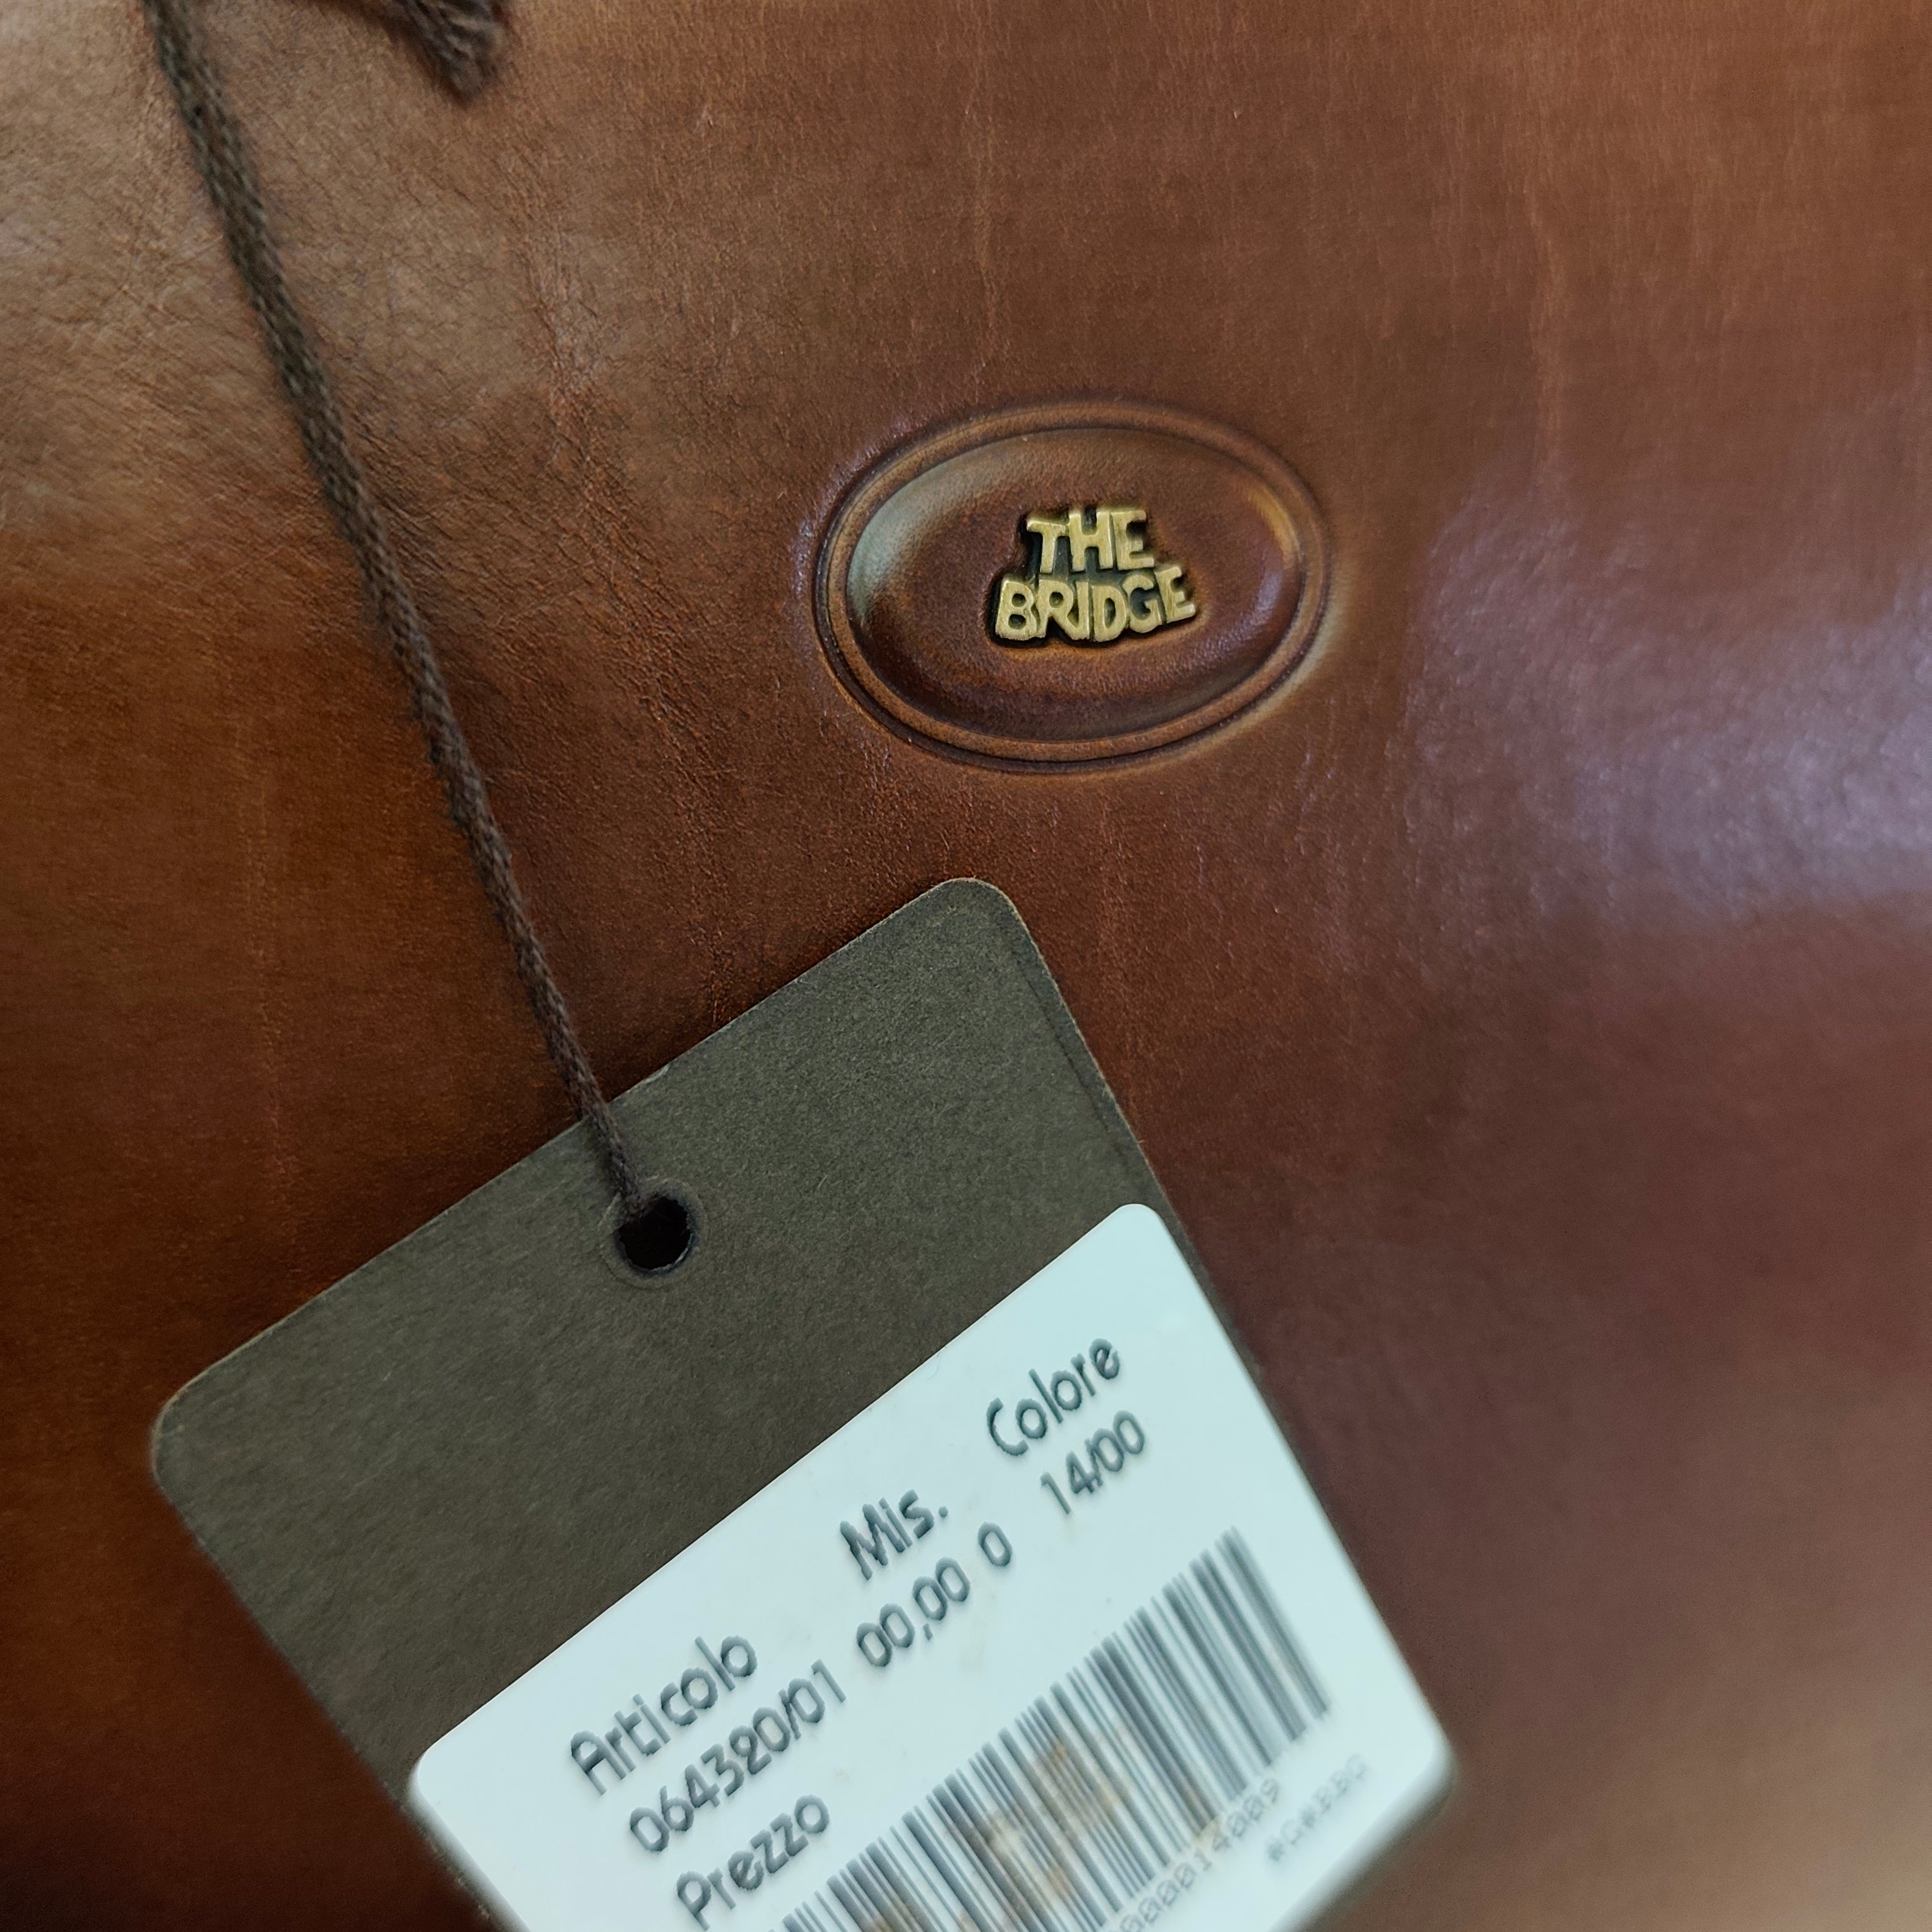 THE
BRIDGE
Articolo Mis. Colore
064320/01 00,00 0 14/00
Prezzo